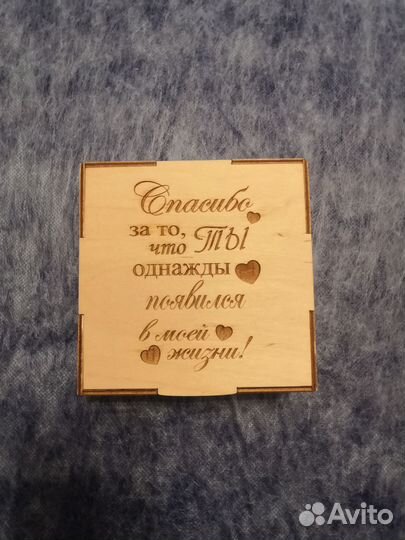 Спасибо
за то,
что ТЫ
однажды
появился
в моей
жизни!
Avito